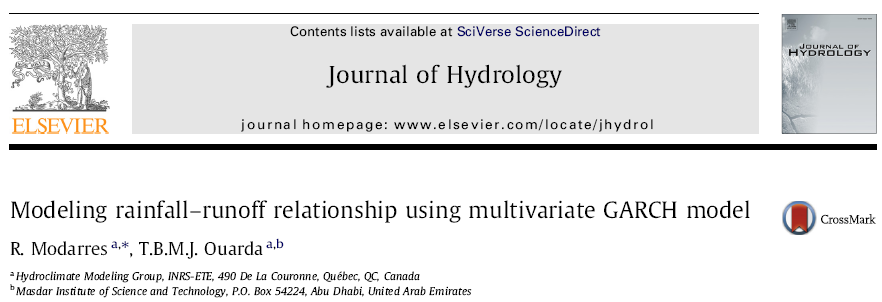 Contents lists available at SciVerse ScienceDirect
Journal of Hydrology
journal homepage: www.elsevier.com/locate/jhydrol
ELSEVIER
JOURNAL OF
HYDROLOGY
Modeling rainfall–runoff relationship using multivariate GARCH model
CrossMark
R. Modarres a,*, T.B.M.J. Ouarda a,b
a Hydroclimate Modeling Group, INRS-ETE, 490 De La Couronne, Québec, QC, Canada
b Masdar Institute of Science and Technology, P.O. Box 54224, Abu Dhabi, United Arab Emirates